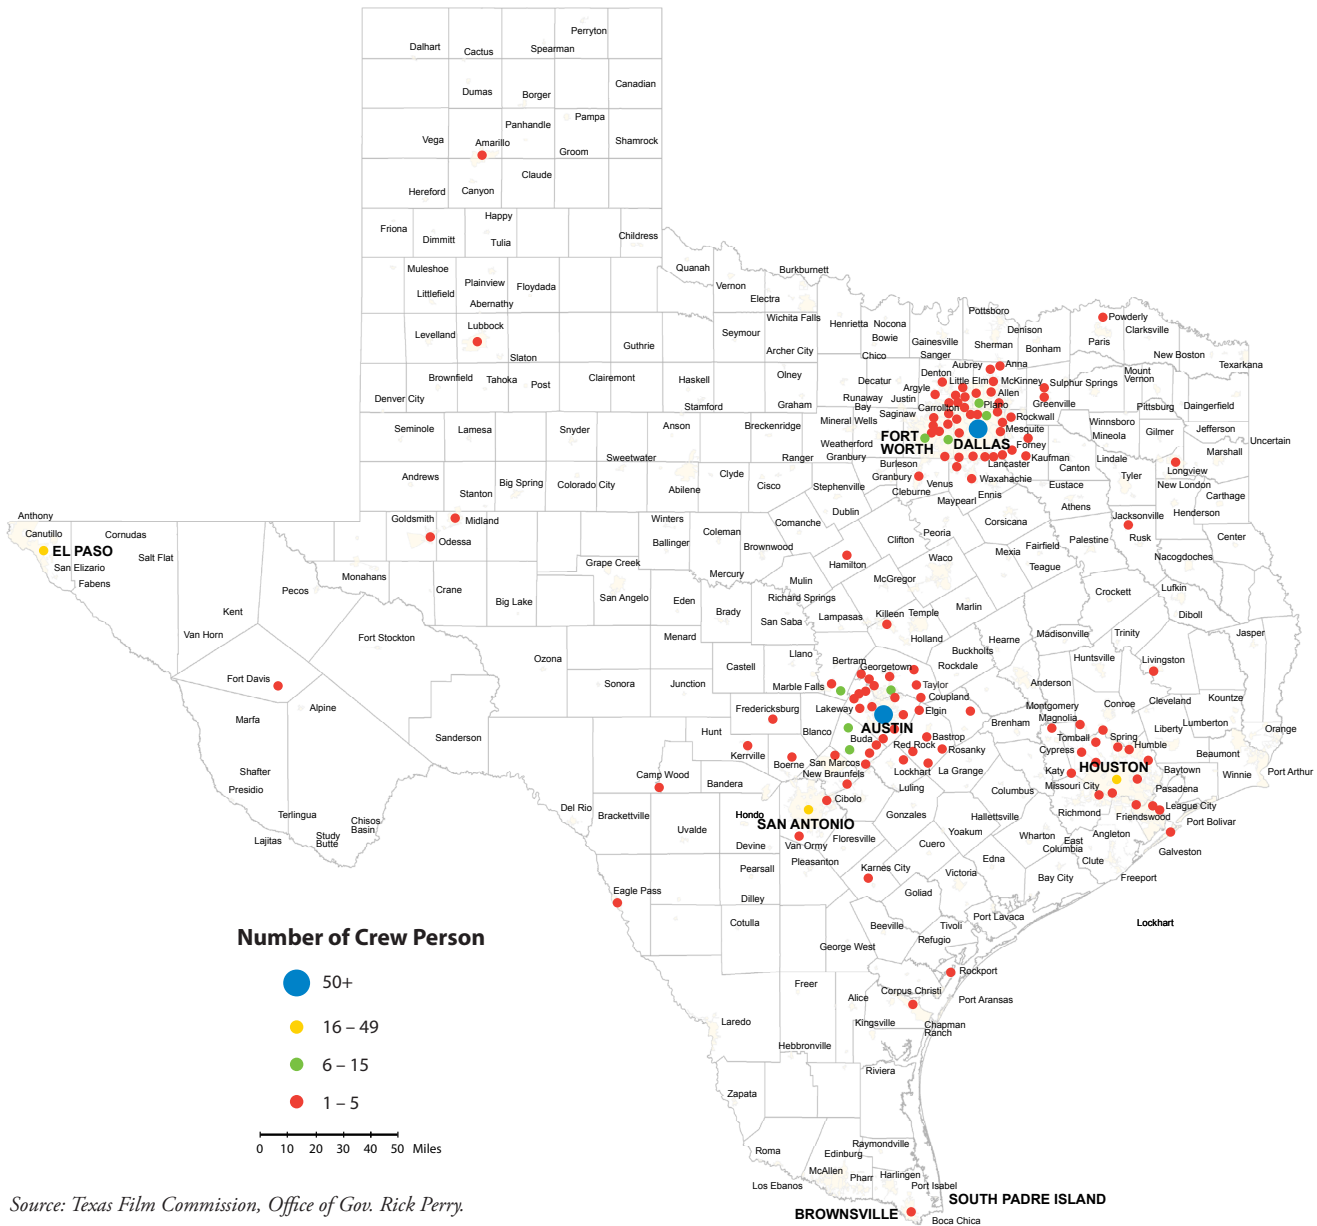 Perryton
Dalhart
Cactus
Spearman
Canadian
Dumas
Borger
Pampa
Panhandle
Vega
Amarillo
Shamrock
Groom
Claude
Hereford
Canyon
Happy
Friona
Dimmitt
Tulia
Childress
Muleshoe
Quanah
Burkburnett
Plainview
Floydada
Vernon
Littlefield
Electra
Abernathy
Pottsboro
Wichita Falls
Powderly
Lubbock
Henrietta
Nocona
Denison
Clarksville
Levelland
Seymour
Bowie
Gainesville
Sherman
Paris
Guthrie
Archer City
Bonham
Slaton
Chico
Sanger
New Boston
Aubrey
Anna
Texarkana
Brownfield
Tahoka
Post
Clairemont
Haskell
Olney
Decatur
Denton
Little Elm
McKinney
Sulphur Springs
Mount
Vernon
Argyle
Allen
Denver City
Stamford
Graham
Runaway
Bay
Justin
Carrollton
Plano
Greenville
Pittsburg
Daingerfield
Saginaw
Rockwall
Seminole
Lamesa
Snyder
Anson
Breckenridge
Mineral Wells
Winnsboro
Jefferson
FORT
WORTH
DALLAS
Mesquite
Mineola
Gilmer
Uncertain
Weatherford
Forney
Marshall
Sweetwater
Ranger
Granbury
Kaufman
Lindale
Burleson
Lancaster
Canton
Longview
Andrews
Big Spring
Colorado City
Abilene
Clyde
Cisco
Stephenville
Granbury
Venus
Waxahachie
Tyler
New London
Stanton
Cleburne
Ennis
Eustace
Carthage
Maypearl
Dublin
Athens
Anthony
Goldsmith
Midland
Winters
Comanche
Corsicana
Jacksonville
Henderson
Canutillo
Cornudas
Coleman
Peoria
EL PASO
Odessa
Ballinger
Brownwood
Clifton
Fairfield
Palestine
Rusk
Center
Salt Flat
Grape Creek
Waco
Mexia
Nacogdoches
San Elizario
Hamilton
Teague
Fabens
Monahans
Mercury
Mulin
McGregor
Pecos
Crane
San Angelo
Eden
Richard Springs
Crockett
Lufkin
Kent
Big Lake
Brady
Lampasas
Killeen
Temple
Marlin
Diboll
Van Horn
San Saba
Fort Stockton
Menard
Holland
Hearne
Madisonville
Trinity
Jasper
Llano
Buckholts
Ozona
Castell
Bertram
Georgetown
Rockdale
Huntsville
Livingston
Fort Davis
Sonora
Junction
Marble Falls
Taylor
Anderson
Coupland
Cleveland
Kountze
Alpine
Fredericksburg
Lakeway
Elgin
Montgomery
Conroe
Marfa
AUSTIN
Brenham
Magnolia
Lumberton
Hunt
Blanco
Liberty
Orange
Sanderson
Buda
Bastrop
Tomball
Spring
Red Rock
Rosanky
Cypress
Humble
Beaumont
Kerrville
Boerne
San Marcos
HOUSTON
Shafter
Camp Wood
New Braunfels
Lockhart
La Grange
Katy
Baytown
Winnie
Port Arthur
Presidio
Bandera
Luling
Columbus
Missouri City
Pasadena
Cibolo
Del Rio
League City
Terlingua
Chisos
Basin
Brackettville
Hondo
SAN ANTONIO
Gonzales
Hallettsville
Richmond
Friendswood
Port Bolivar
Study
Butte
Uvalde
Yoakum
Wharton
Angleton
Lajitas
Devine
Van Ormy
Floresville
Cuero
East
Columbia
Galveston
Pleasanton
Edna
Clute
Pearsall
Karnes City
Victoria
Bay City
Freeport
Eagle Pass
Goliad
Dilley
Port Lavaca
Cotulla
Beeville
Tivoli
Lockhart
George West
Refugio
Number of Crew Person
Rockport
50+
Freer
Corpus Christi
Alice
Port Aransas
Laredo
Kingsville
Chapman
Ranch
16 – 49
Hebbronville
6 – 15
Riviera
Zapata
1 – 5
0 10 20 30 40 50 Miles
Raymondville
Roma
Edinburg
McAllen
Pharr
Harlingen
Los Ebanos
Port Isabel
SOUTH PADRE ISLAND
BROWNSVILLE
Boca Chica
Source: Texas Film Commission, Office of Gov. Rick Perry.